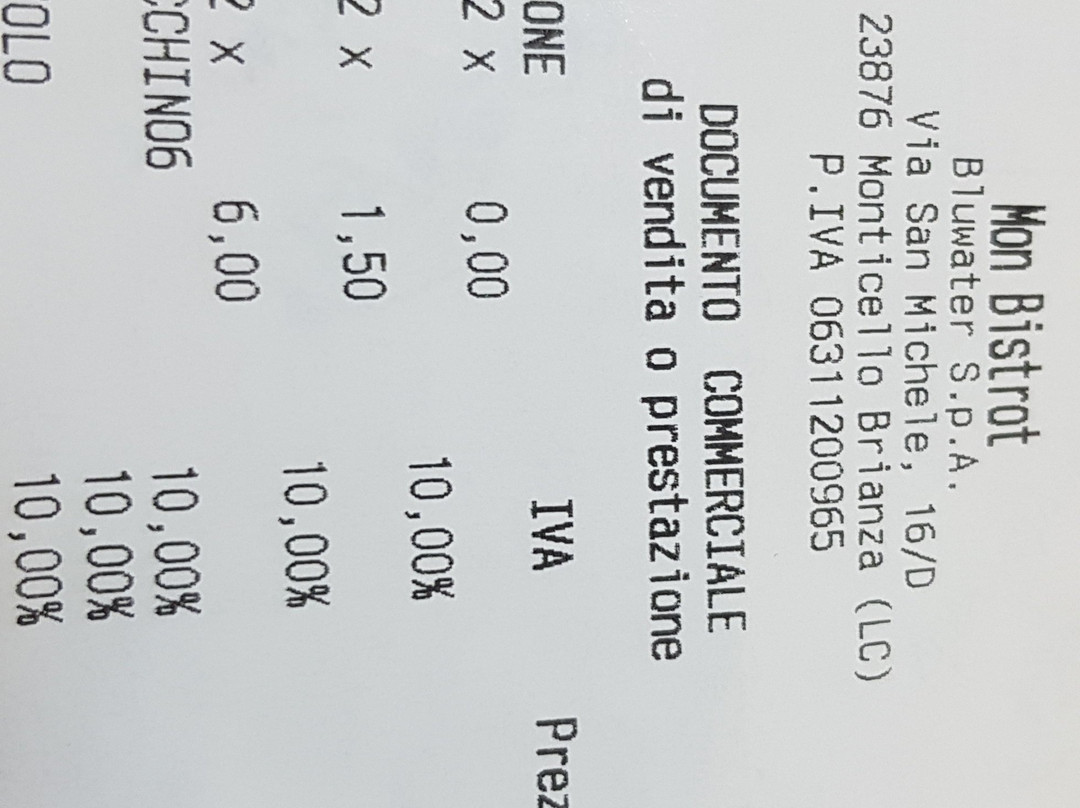 Mon Bistrot
Bluwater S.p.A.
Via San Michele, 16/D
23876 Monticello Brianza (LC)
P.IVA 06311200965
DOCUMENTO COMMERCIALE
di vendita o prestazione
ONE IVA Prez
2 x 0,00
10,00%
2 x 1,50
10,00%
2 x 6,00
CCHINO6 10,00%
10,00%
OLO 10,00%